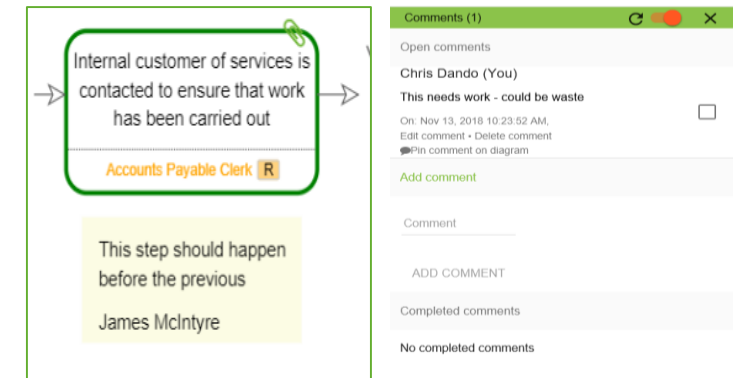 Internal customer of services is
contacted to ensure that work
has been carried out
Accounts Payable Clerk R
This step should happen
before the previous
James McIntyre
Comments (1)
Open comments
Chris Dando (You)
This needs work - could be waste
On: Nov 13, 2018 10:23:52 AM,
Edit comment • Delete comment
Pin comment on diagram
Add comment
Comment
ADD COMMENT
Completed comments
No completed comments